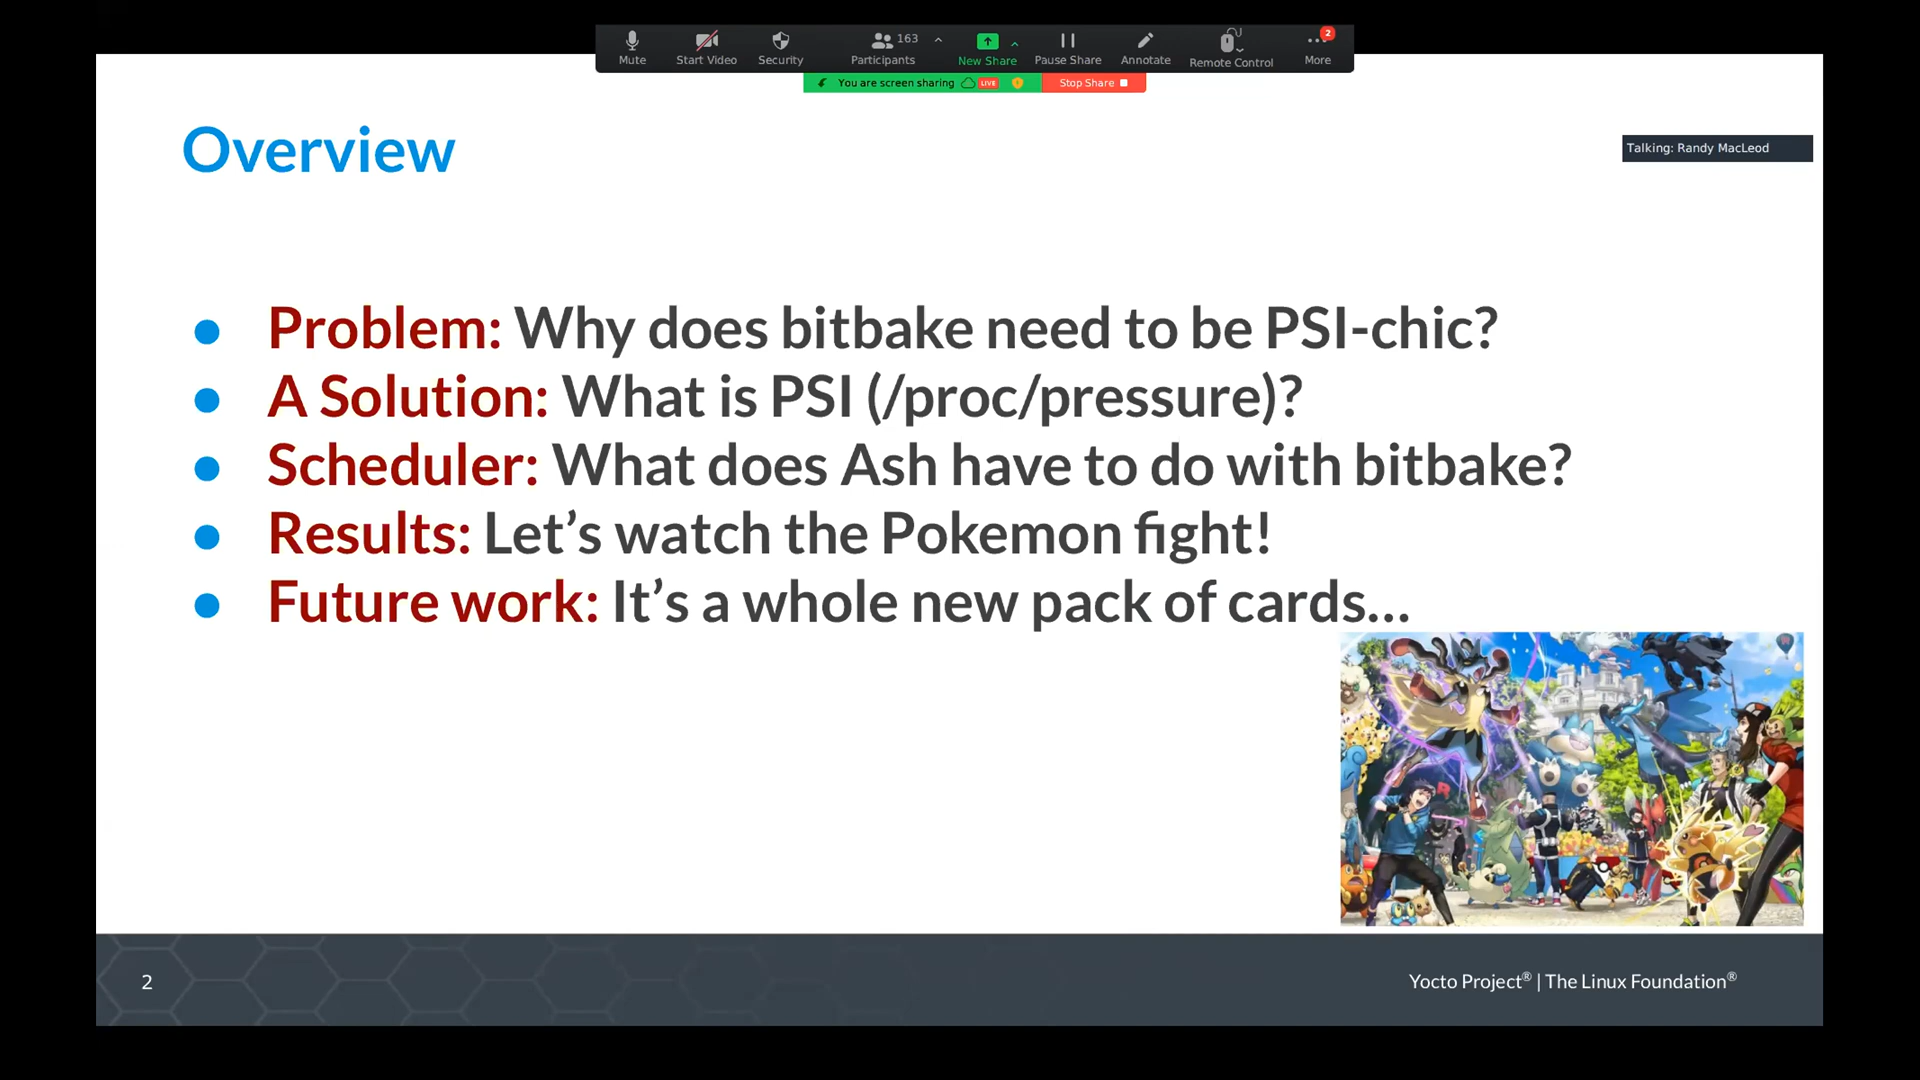 163
Mute
Start Video
Security
Participants
New Share
Pause Share
Annotate
Remote Control
2
More
You are screen sharing
LIVE
Stop Share
Overview
Talking: Randy MacLeod
Problem: Why does bitbake need to be PSI-chic?
A Solution: What is PSI (/proc/pressure)?
Scheduler: What does Ash have to do with bitbake?
Results: Let’s watch the Pokemon fight!
Future work: It’s a whole new pack of cards...
R
2
Yocto Project® | The Linux Foundation®